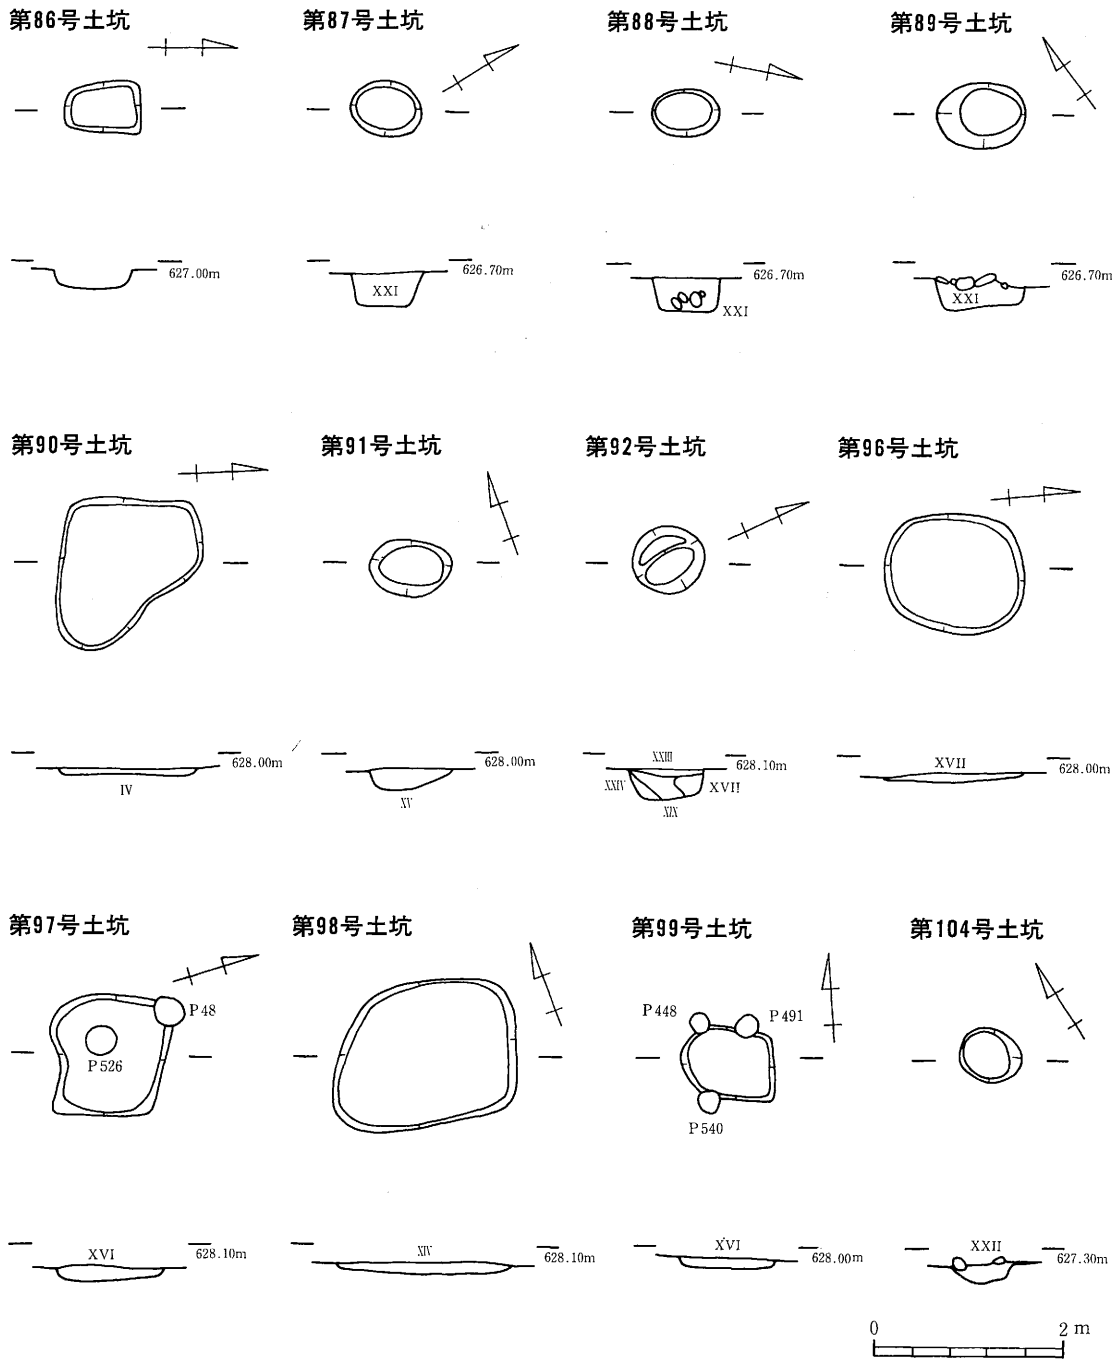 第86号土坑
第87号土坑
第88号土坑
第89号土坑
627.00m
XXI
626.70m
XXI
626.70m
XXI
626.70m
第90号土坑
第91号土坑
第92号土坑
第96号土坑
IV
628.00m
XV
628.00m
XXIII
XXIV
XIX
XVII
628.10m
XVII
628.00m
第97号土坑
第98号土坑
第99号土坑
第104号土坑
P48
P526
P448
P491
P540
XVI
628.10m
XIV
628.10m
XVI
628.00m
XXII
627.30m
0 2 m